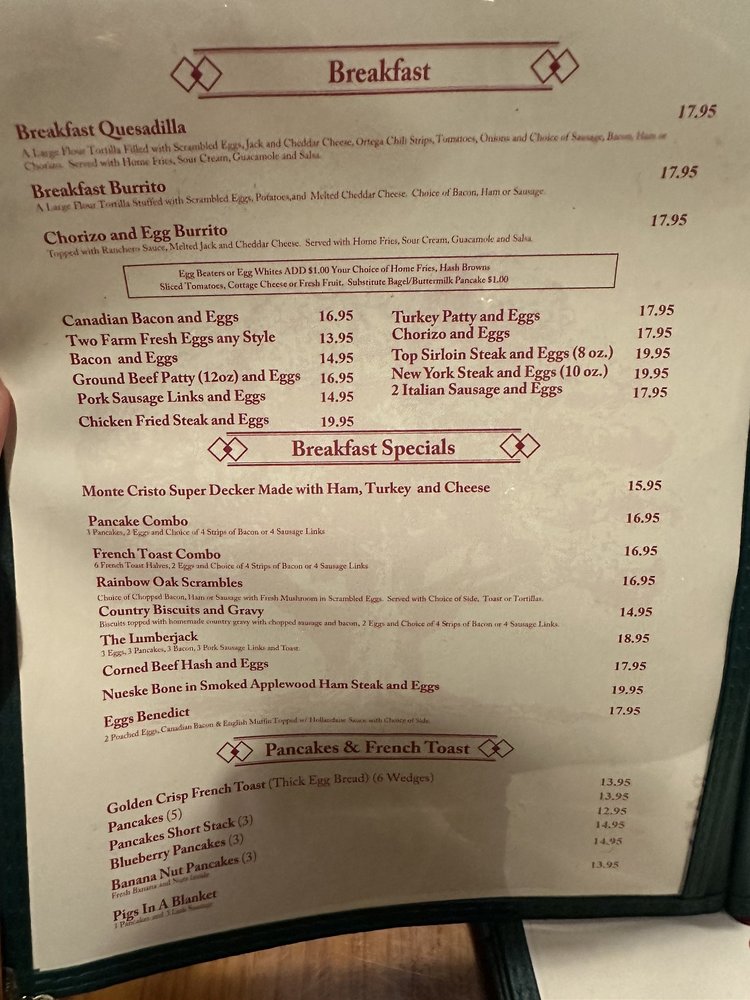 Breakfast
Breakfast Quesadilla 17.95
A Large Flour Tortilla Filled with Scrambled Eggs, Jack and Cheddar Cheese, Ortega Chili Strips, Tomatoes, Onions and Choice of Sausage, Bacon, Ham or
Chorizo. Served with Home Fries, Sour Cream, Guacamole and Salsa.
Breakfast Burrito 17.95
A Large Flour Tortilla Stuffed with Scrambled Eggs, Potatoes,and Melted Cheddar Cheese. Choice of Bacon, Ham or Sausage.
Chorizo and Egg Burrito 17.95
Topped with Ranchero Sauce, Melted Jack and Cheddar Cheese. Served with Home Fries, Sour Cream, Guacamole and Salsa
Egg Beaters or Egg Whites ADD $1.00 Your Choice of Home Fries, Hash Browns
Sliced Tomatoes, Cottage Cheese or Fresh Fruit. Substitute Bagel/Buttermilk Pancake $1.00
Canadian Bacon and Eggs 16.95
Two Farm Fresh Eggs any Style 13.95
Bacon and Eggs 14.95
Ground Beef Patty (12oz) and Eggs 16.95
Pork Sausage Links and Eggs 14.95
Chicken Fried Steak and Eggs 19.95
Turkey Patty and Eggs 17.95
Chorizo and Eggs 17.95
Top Sirloin Steak and Eggs (8 oz.) 19.95
New York Steak and Eggs (10 oz.) 19.95
2 Italian Sausage and Eggs 17.95
Breakfast Specials
Monte Cristo Super Decker Made with Ham, Turkey and Cheese 15.95
Pancake Combo 16.95
3 Pancakes, 2 Eggs and Choice of 4 Strips of Bacon or 4 Sausage Links
French Toast Combo 16.95
6 French Toast Halves, 2 Eggs and Choice of 4 Strips of Bacon or 4 Sausage Links
Rainbow Oak Scrambles 16.95
Choice of Chopped Bacon, Ham or Sausage with Fresh Mushroom in Scrambled Eggs. Served with Choice of Side, Toast or Tortillas.
Country Biscuits and Gravy 14.95
Biscuits topped with homemade country gravy with chopped sausage and bacon, 2 Eggs and Choice of 4 Strips of Bacon or 4 Sausage Links.
The Lumberjack 18.95
3 Eggs, 3 Pancakes, 3 Bacon, 3 Pork Sausage Links and Toast.
Corned Beef Hash and Eggs 17.95
Nueske Bone in Smoked Applewood Ham Steak and Eggs 19.95
Eggs Benedict 17.95
2 Poached Eggs, Canadian Bacon & English Muffin Topped w/ Hollandaise Sauce with Choice of Side.
Pancakes & French Toast
Golden Crisp French Toast (Thick Egg Bread) (6 Wedges) 13.95
Pancakes (5) 13.95
Pancakes Short Stack (3) 12.95
Blueberry Pancakes (3) 14.95
Banana Nut Pancakes (3) 14.95
Fresh Banana and Nuts Inside
Pigs In A Blanket 13.95
3 Pancakes and 3 Link Sausage